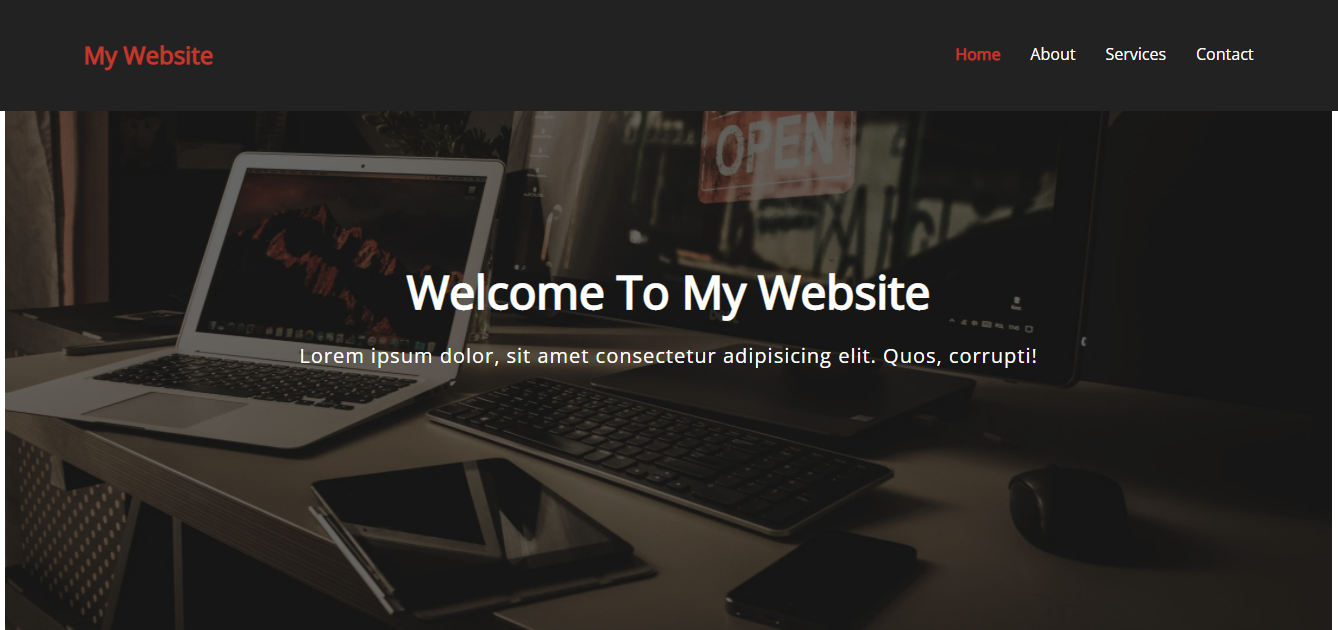 My Website
Home About Services Contact
OPEN
Welcome To My Website
Lorem ipsum dolor, sit amet consectetur adipisicing elit. Quos, corrupti!